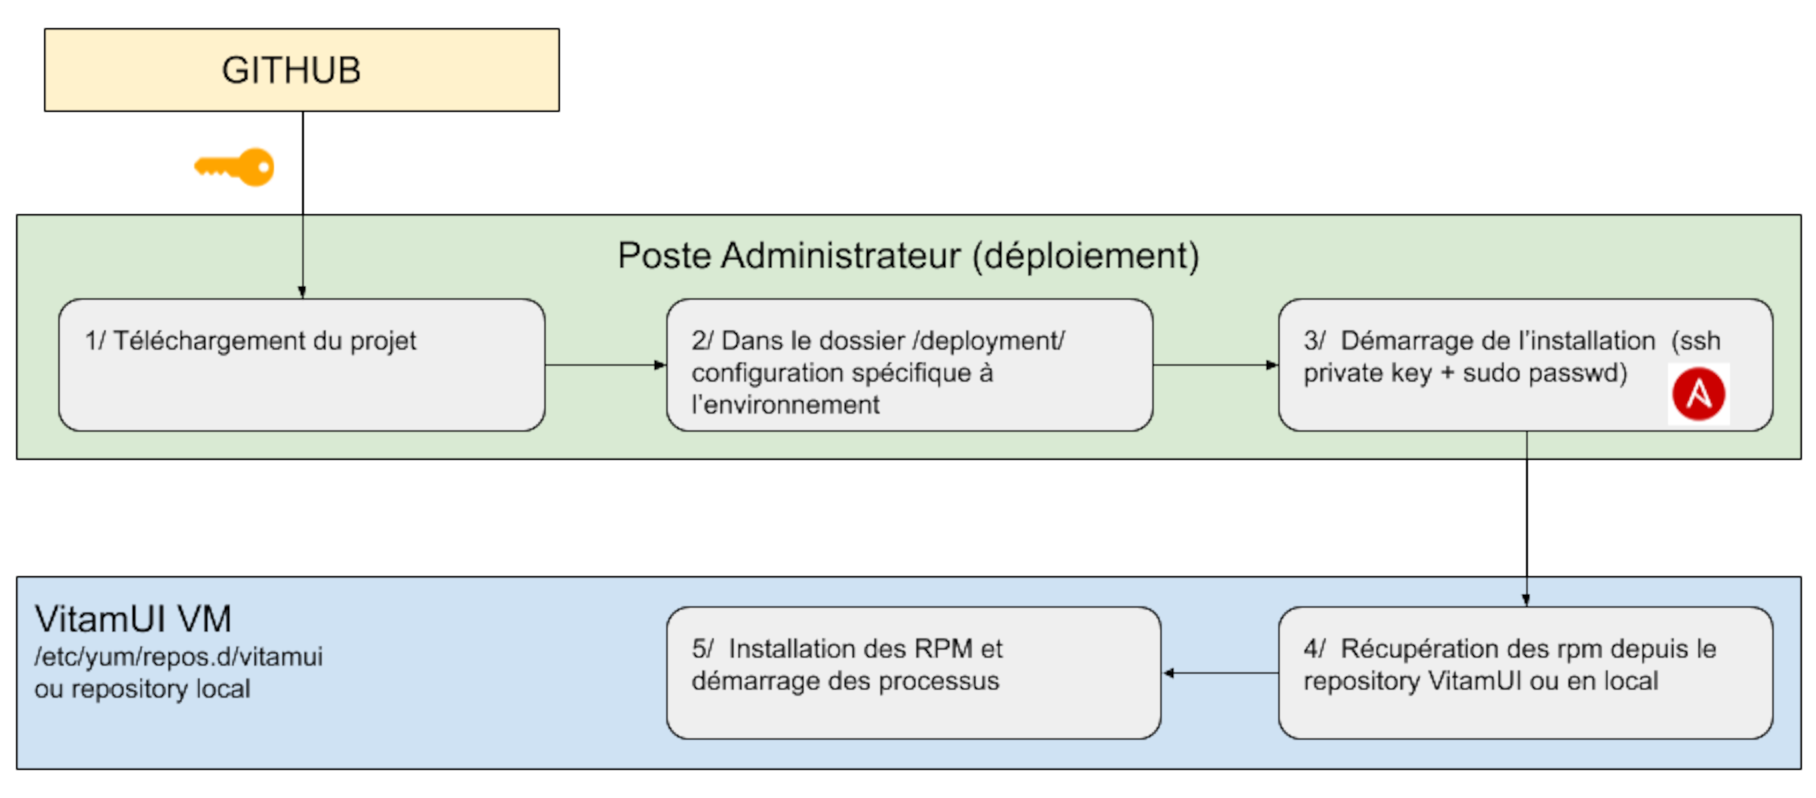 GITHUB
Poste Administrateur (déploiement)
1/ Téléchargement du projet
2/ Dans le dossier /deployment/
configuration spécifique à
l'environnement
3/  Démarrage de l'installation  (ssh
private key + sudo passwd)
VitamUI VM
/etc/yum/repos.d/vitamui
ou repository local
5/  Installation des RPM et
démarrage des processus
4/  Récupération des rpm depuis le
repository VitamUI ou en local